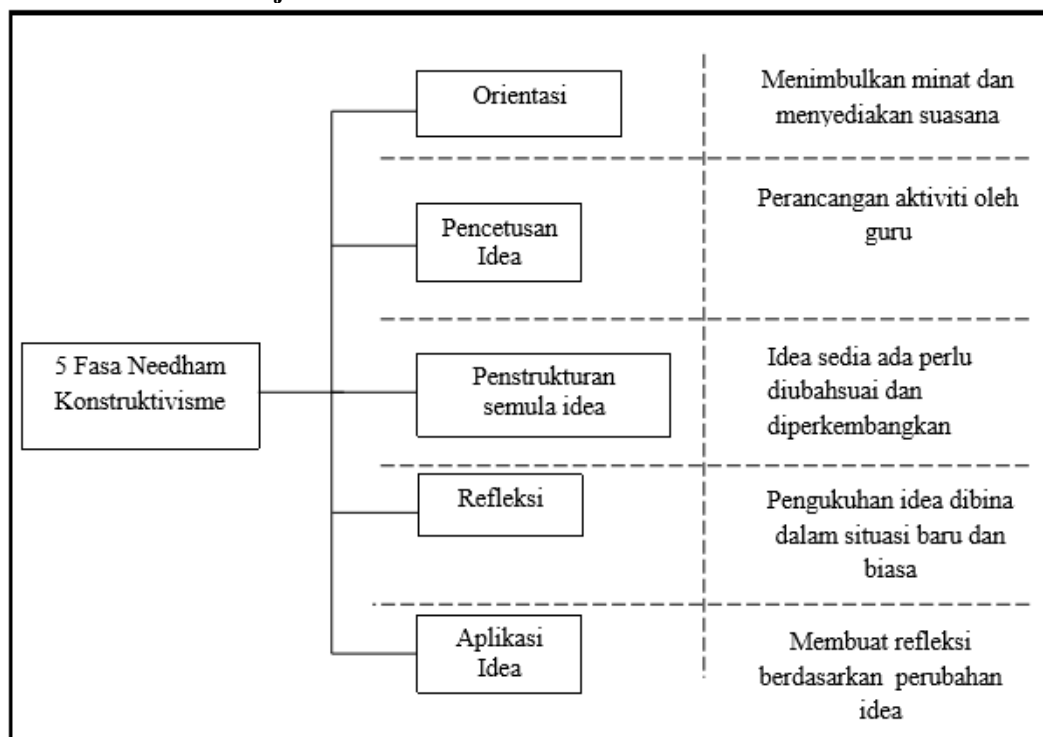 Orientasi
Menimbulkan minat dan
menyediakan suasana
Pencetusan
Idea
Perancangan aktiviti oleh
guru
5 Fasa Needham
Konstruktivisme
Penstrukturan
semula idea
Idea sedia ada perlu
diubahsuai dan
diperkembangkan
Refleksi
Pengukuhan idea dibina
dalam situasi baru dan
biasa
Aplikasi
Idea
Membuat refleksi
berdasarkan perubahan
idea